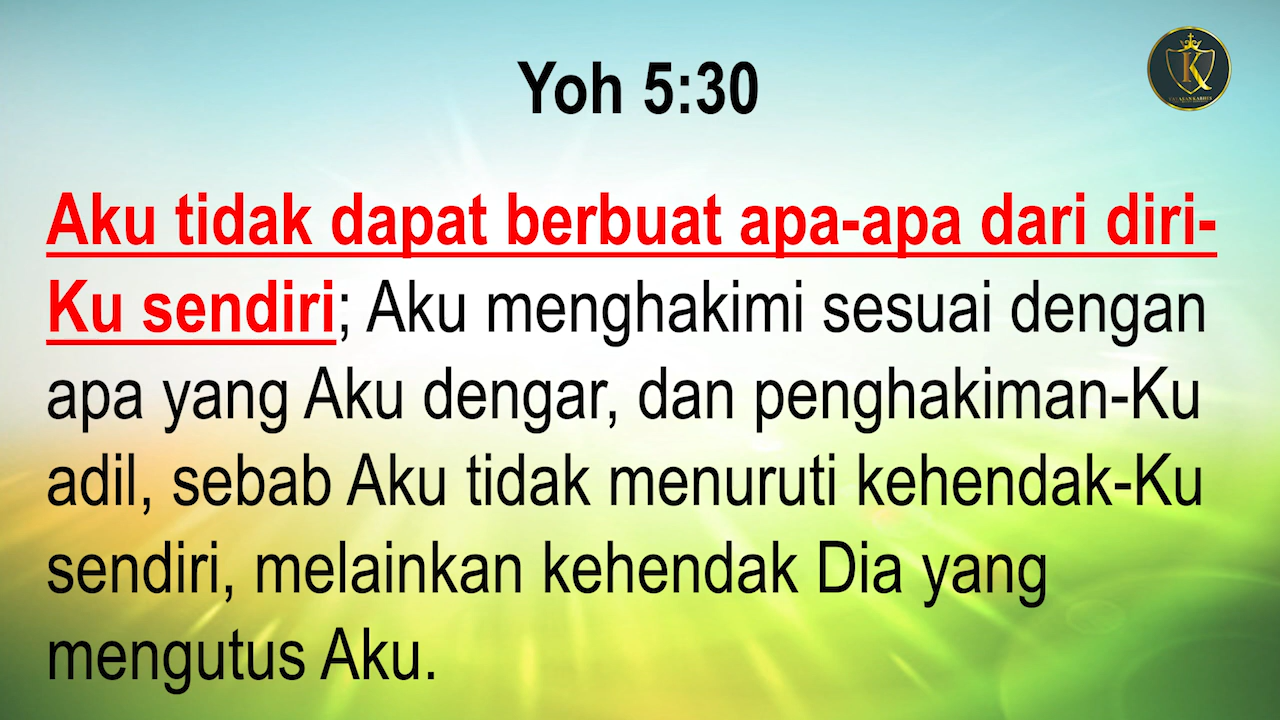 Yoh 5:30
K
Aku tidak dapat berbuat apa-apa dari diri-
Ku sendiri; Aku menghakimi sesuai dengan
apa yang Aku dengar, dan penghakiman-Ku
adil, sebab Aku tidak menuruti kehendak-Ku
sendiri, melainkan kehendak Dia yang
mengutus Aku.